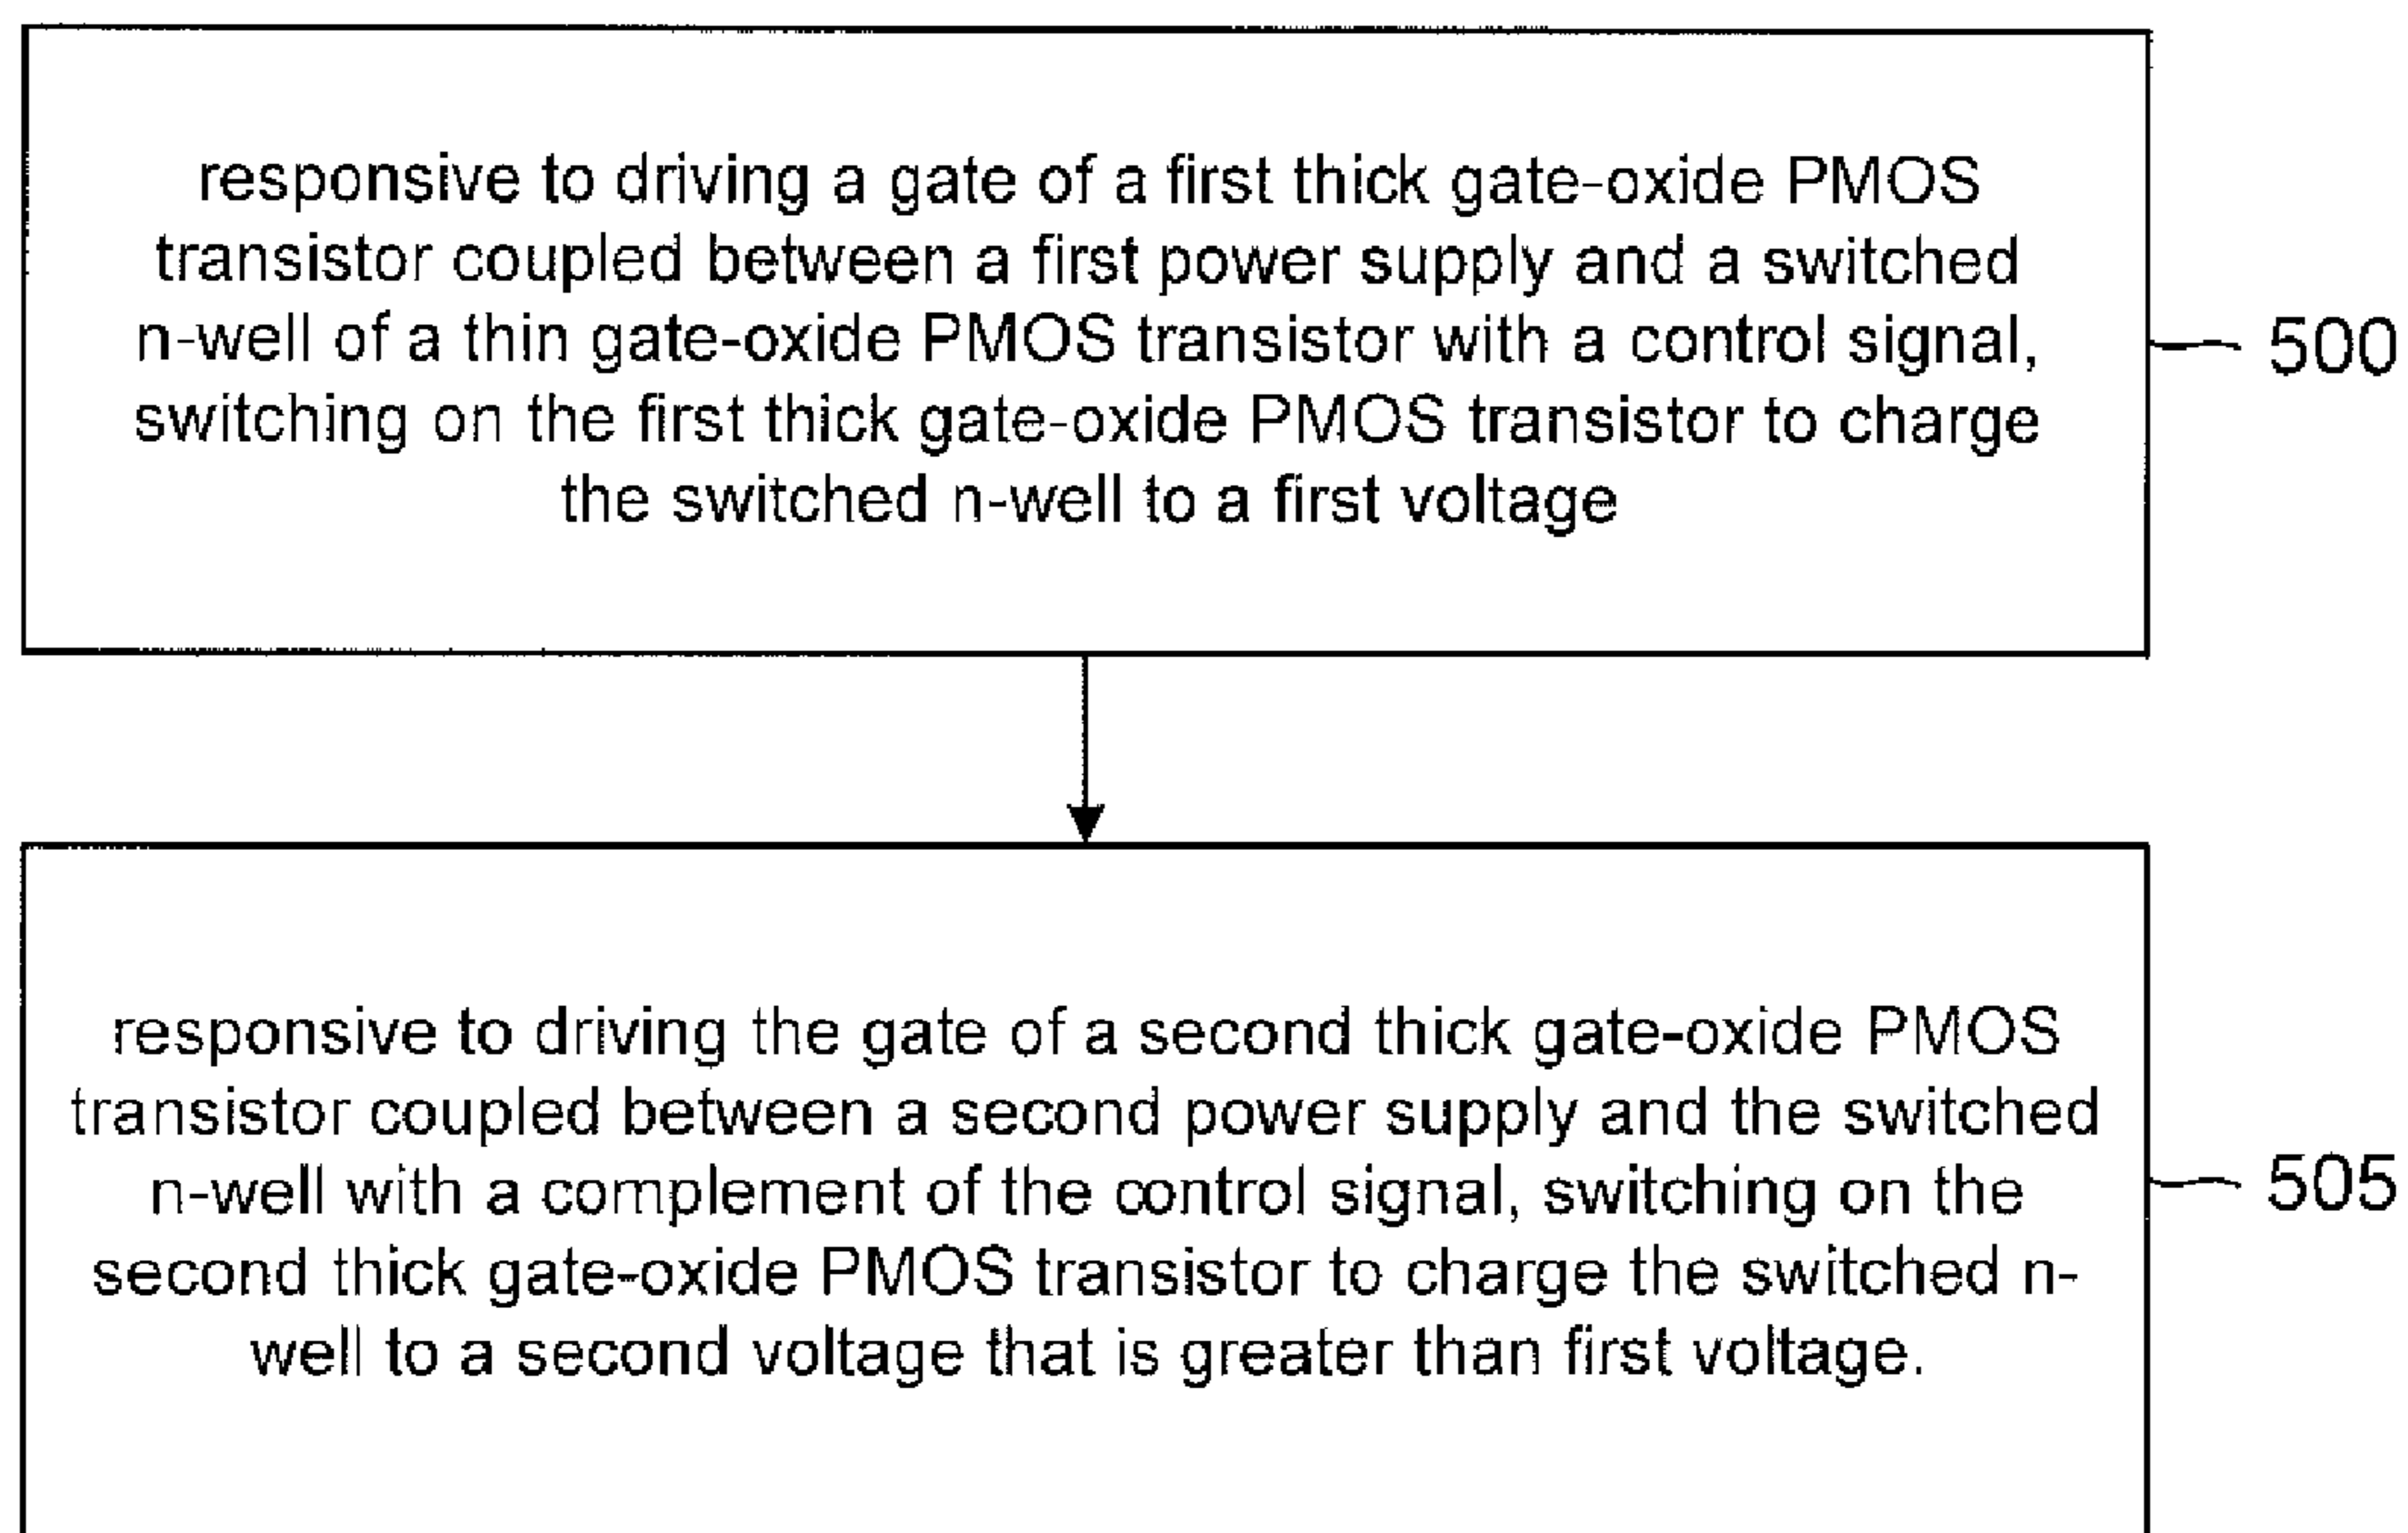 responsive to driving a gate of a first thick gate-oxide PMOS
transistor coupled between a first power supply and a switched
n-well of a thin gate-oxide PMOS transistor with a control signal,
switching on the first thick gate-oxide PMOS transistor to charge
the switched n-well to a first voltage
500
responsive to driving the gate of a second thick gate-oxide PMOS
transistor coupled between a second power supply and the switched
n-well with a complement of the control signal, switching on the
second thick gate-oxide PMOS transistor to charge the switched n-
well to a second voltage that is greater than first voltage.
505